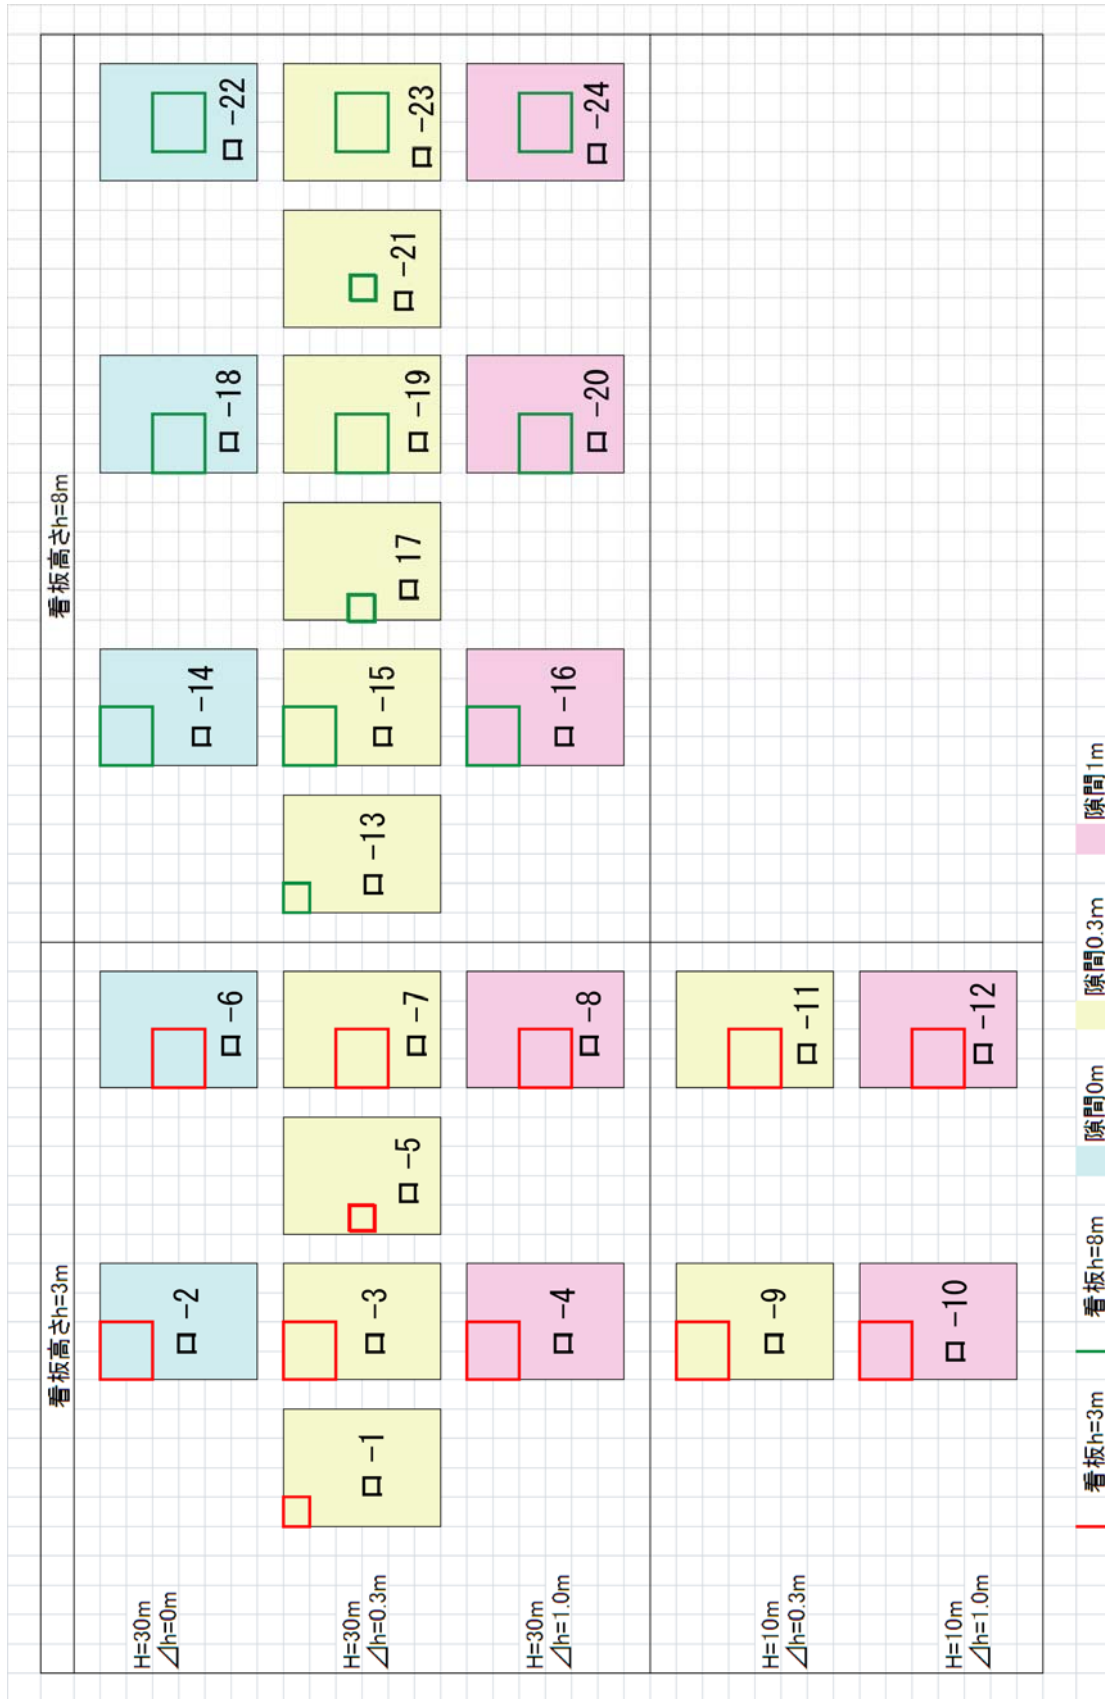 看板高さh=3m
看板高さh=8m
H=30m
⊿h=0m
ロ-2
ロ-6
ロ-14
ロ-18
ロ-22
H=30m
⊿h=0.3m
ロ-1
ロ-3
ロ-5
ロ-7
ロ-13
ロ-15
ロ17
ロ-19
ロ-21
ロ-23
H=30m
⊿h=1.0m
ロ-4
ロ-8
ロ-16
ロ-20
ロ-24
H=10m
⊿h=0.3m
ロ-9
ロ-11
H=10m
⊿h=1.0m
ロ-10
ロ-12
看板h=3m
看板h=8m
隙間0m
隙間0.3m
隙間1m